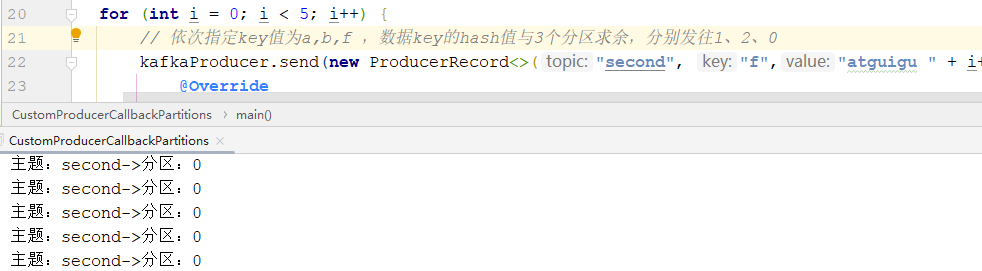 20 for (int i = 0; i < 5; i++) {
21 // 依次指定key值为a,b,f ，数据key的hash值与3个分区求余，分别发往1、2、0
22 kafkaProducer.send(new ProducerRecord<>( topic: "second", key: "f", value: "atguigu " + i+
23 @Override
CustomProducerCallbackPartitions › main()
CustomProducerCallbackPartitions ×
主题：second->分区：0
主题：second->分区：0
主题：second->分区：0
主题：second->分区：0
主题：second->分区：0